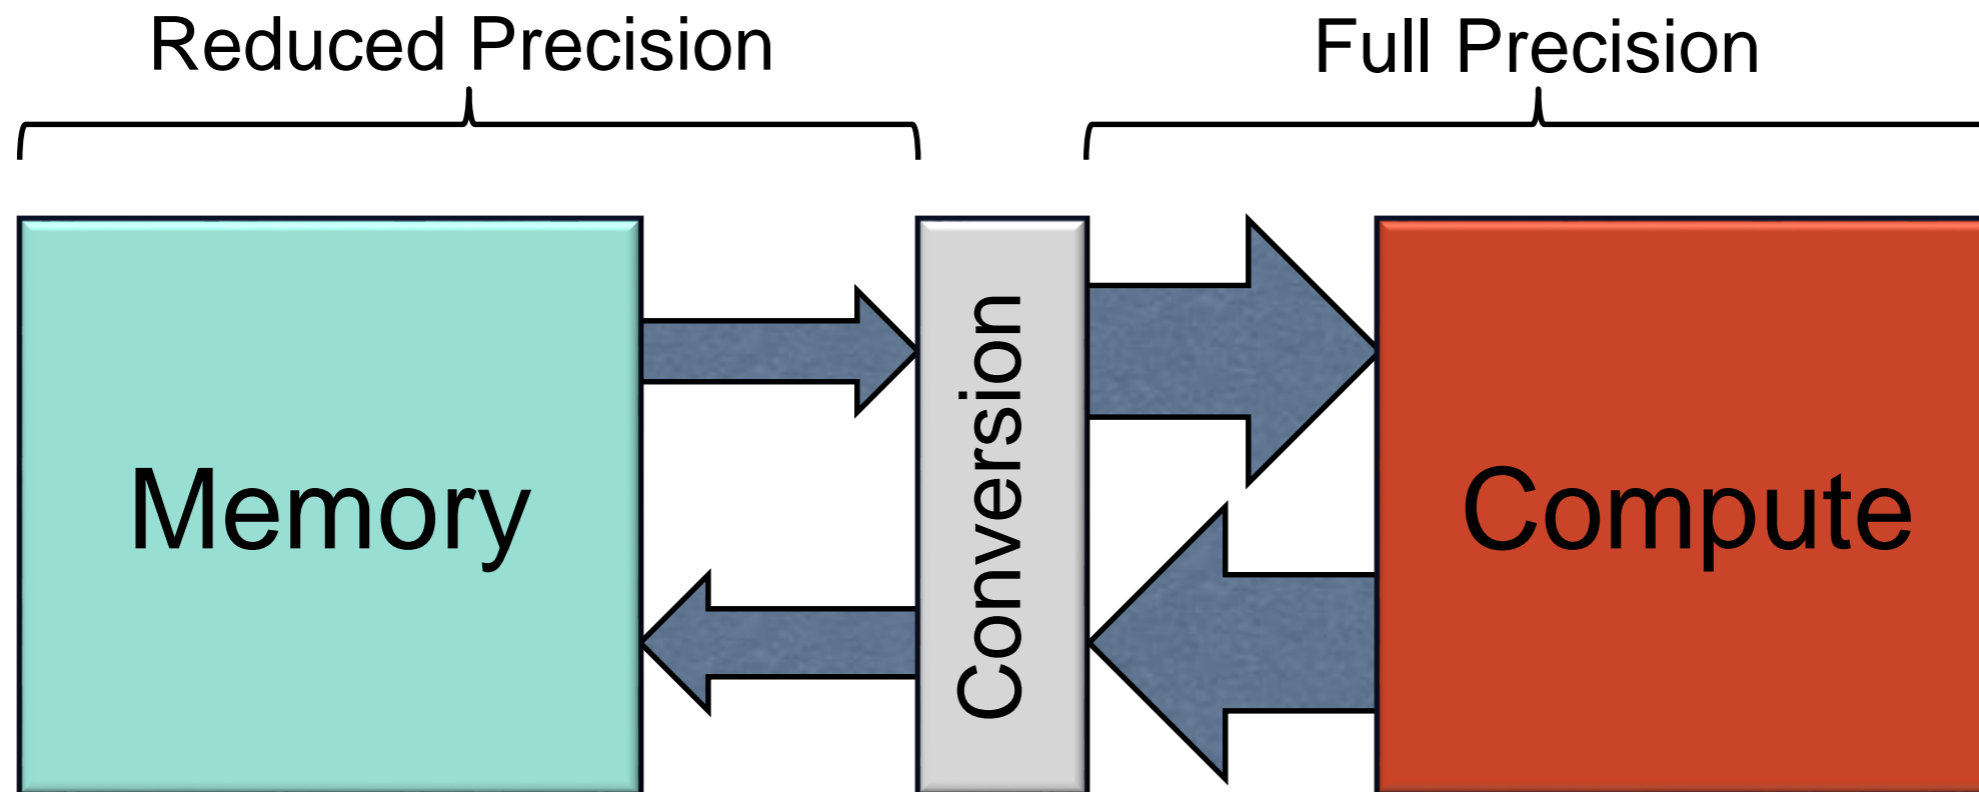 Reduced Precision
Full Precision
Memory
Conversion
Compute